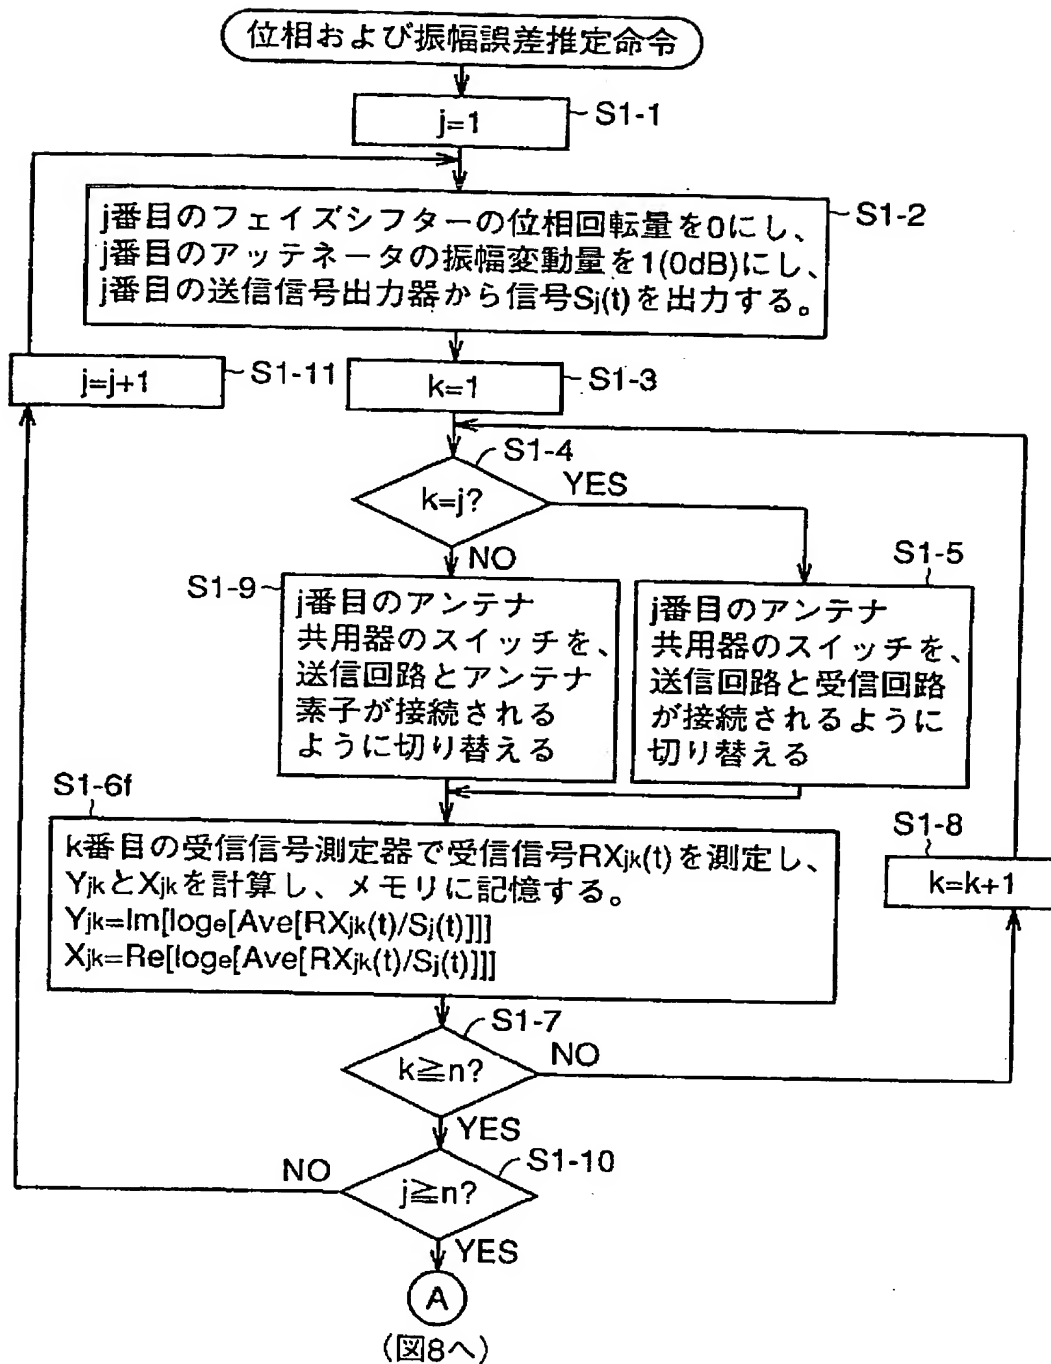 位相および振幅誤差推定命令
j=1
S1-1
j番目のフェイズシフターの位相回転量を0にし、
j番目のアッテネータの振幅変動量を1(0dB)にし、
j番目の送信信号出力器から信号Sj(t)を出力する。
S1-2
j=j+1
S1-11
k=1
S1-3
S1-4
k=j?
YES
NO
S1-9
j番目のアンテナ
共用器のスイッチを、
送信回路とアンテナ
素子が接続される
ように切り替える
S1-5
j番目のアンテナ
共用器のスイッチを、
送信回路と受信回路
が接続されるように
切り替える
S1-6f
k番目の受信信号測定器で受信信号RXjk(t)を測定し、
YjkとXjkを計算し、メモリに記憶する。
Yjk=Im[loge[Ave[RXjk(t)/Sj(t)]]]
Xjk=Re[loge[Ave[RXjk(t)/Sj(t)]]]
S1-8
k=k+1
S1-7
k≧n?
NO
YES
S1-10
j≧n?
NO
YES
A
(図8へ)